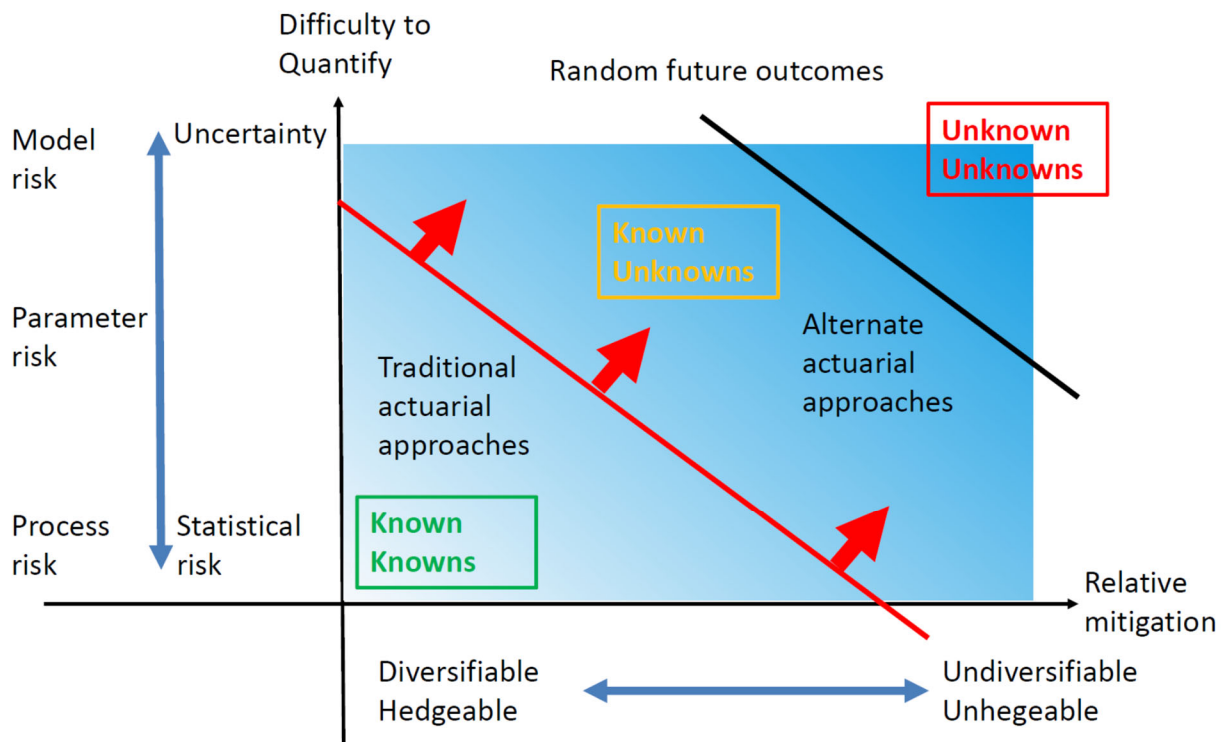 Difficulty to
Quantify
Random future outcomes
Model
risk
Uncertainty
Unknown
Unknowns
Known
Unknowns
Parameter
risk
Alternate
actuarial
approaches
Traditional
actuarial
approaches
Known
Knowns
Process
risk
Statistical
risk
Relative
mitigation
Diversifiable
Hedgeable
Undiversifiable
Unhegeable